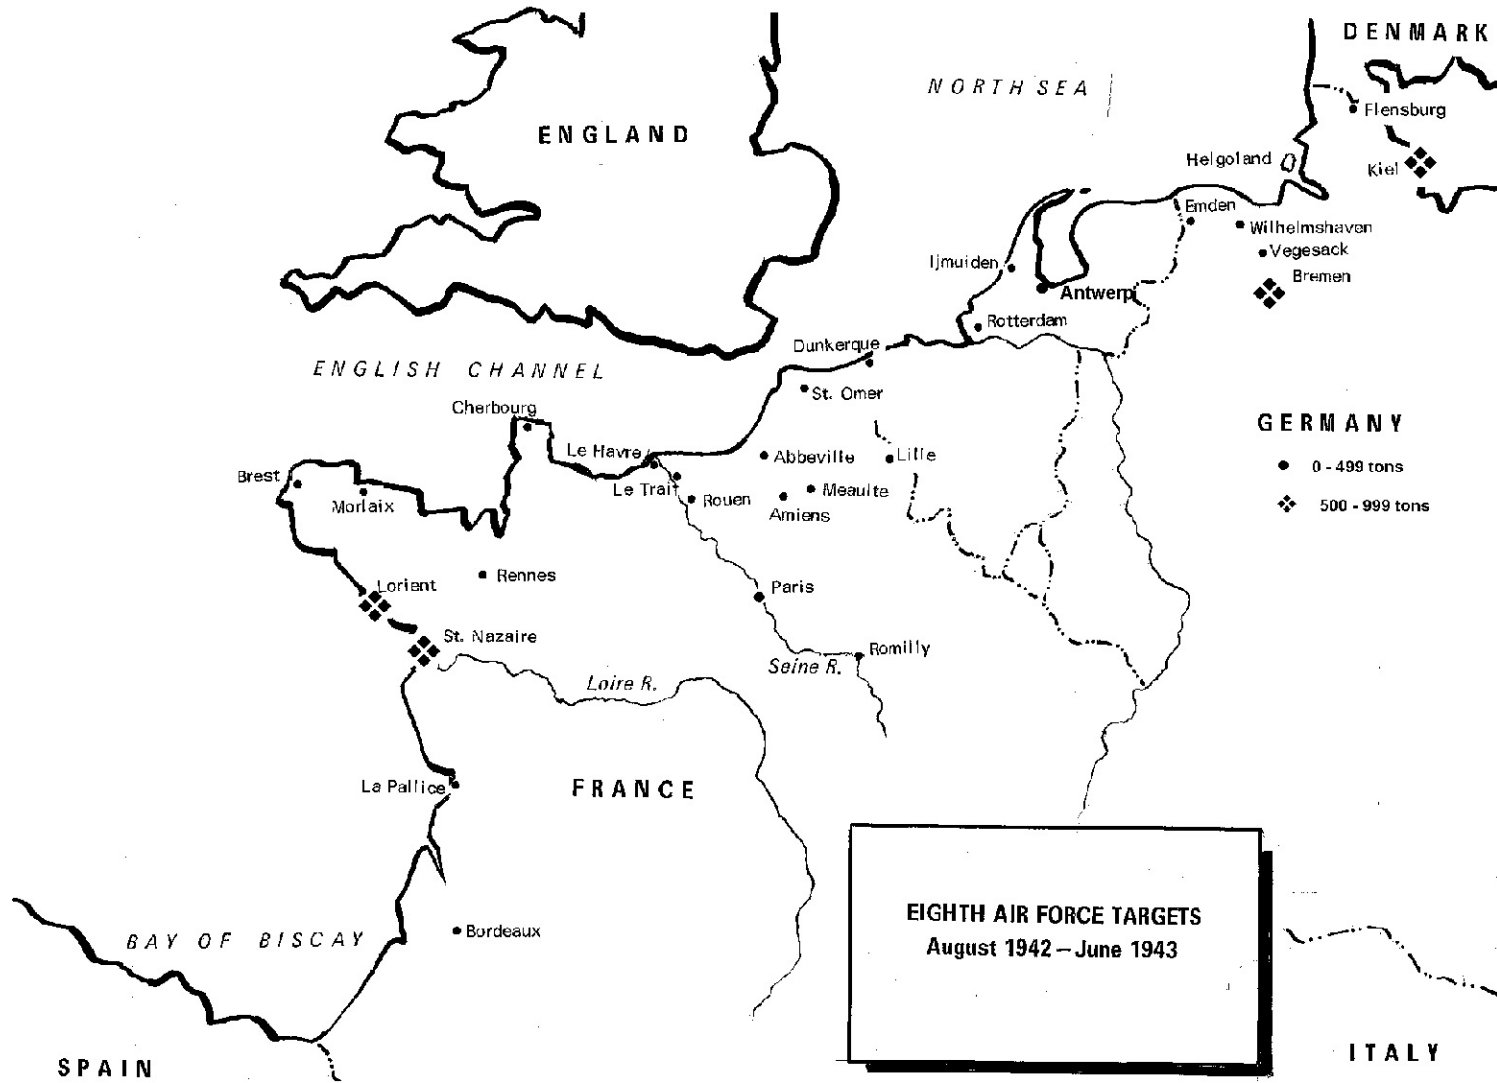 DENMARK
NORTH SEA
Flensburg
ENGLAND
Helgoland
Kiel
Emden
Wilhelmshaven
Vegesack
Ijmuiden
Bremen
Antwerp
Rotterdam
Dunkerque
ENGLISH CHANNEL
St. Omer
Cherbourg
GERMANY
Le Havre
Abbeville
Lille
0 - 499 tons
Brest
Le Trait
Meaulte
Morlaix
Rouen
500 - 999 tons
Amiens
Rennes
Lorient
Paris
St. Nazaire
Romilly
Seine R.
Loire R.
La Pallice
FRANCE
EIGHTH AIR FORCE TARGETS
August 1942 – June 1943
Bordeaux
BAY OF BISCAY
ITALY
SPAIN